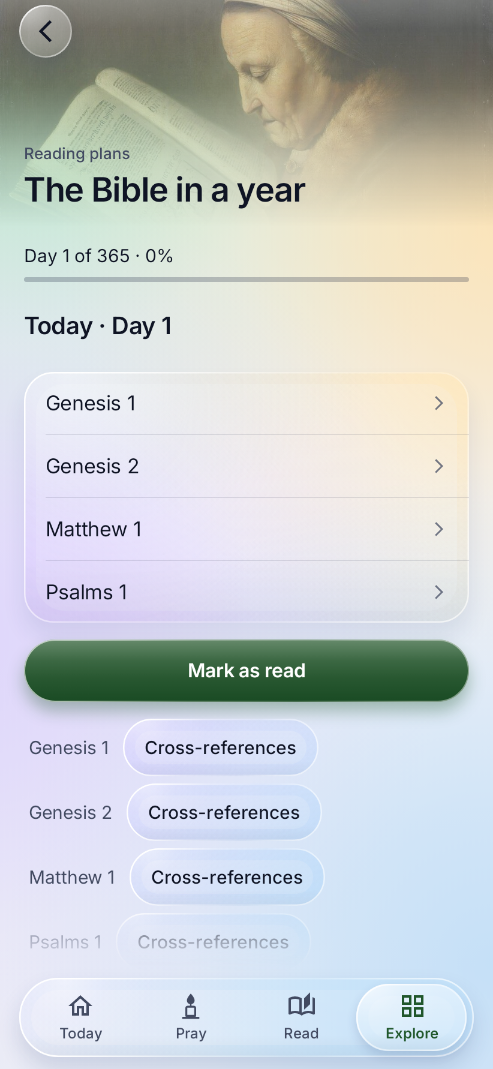 Reading plans
The Bible in a year
Day 1 of 365 · 0%
Today · Day 1
Genesis 1
Genesis 2
Matthew 1
Psalms 1
Mark as read
Genesis 1 Cross-references
Genesis 2 Cross-references
Matthew 1 Cross-references
Psalms 1 Cross-references
Today Pray Read Explore